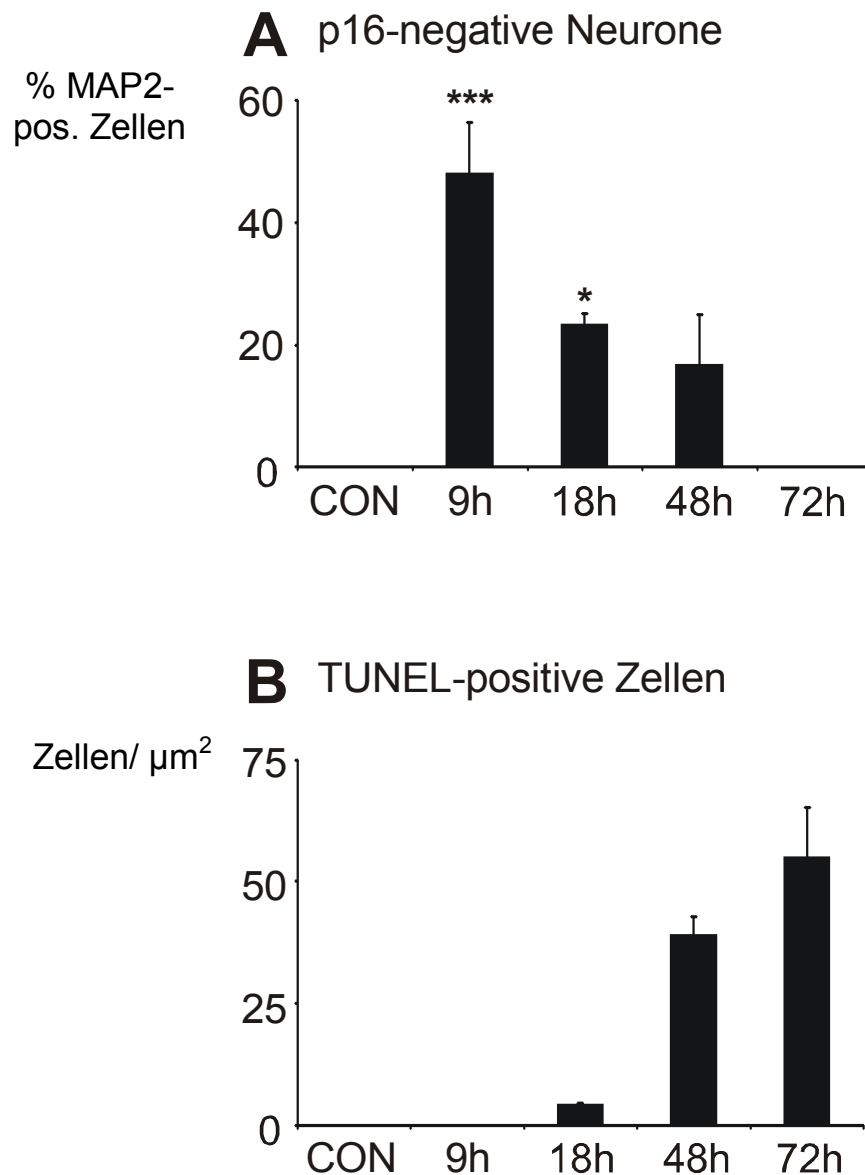 A p16-negative Neurone
% MAP2-
pos. Zellen
60
***
40
*
20
0
CON 9h 18h 48h 72h
B TUNEL-positive Zellen
Zellen/ µm²
75
50
25
0
CON 9h 18h 48h 72h